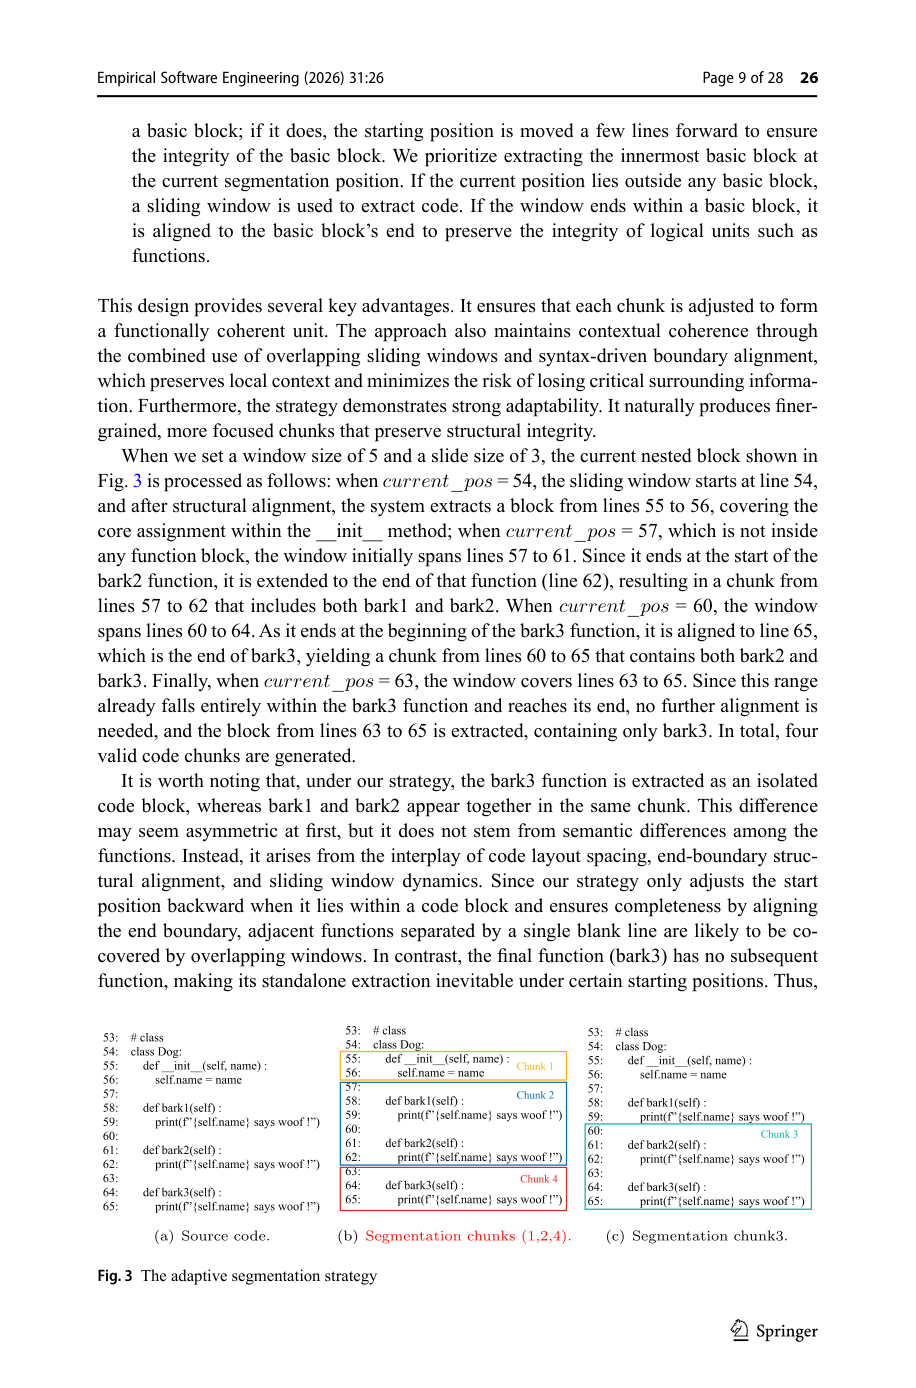 Empirical Software Engineering (2026) 31:26
Page 9 of 28 26
a basic block; if it does, the starting position is moved a few lines forward to ensure
the integrity of the basic block. We prioritize extracting the innermost basic block at
the current segmentation position. If the current position lies outside any basic block,
a sliding window is used to extract code. If the window ends within a basic block, it
is aligned to the basic block's end to preserve the integrity of logical units such as
functions.
This design provides several key advantages. It ensures that each chunk is adjusted to form
a functionally coherent unit. The approach also maintains contextual coherence through
the combined use of overlapping sliding windows and syntax-driven boundary alignment,
which preserves local context and minimizes the risk of losing critical surrounding informa-
tion. Furthermore, the strategy demonstrates strong adaptability. It naturally produces finer-
grained, more focused chunks that preserve structural integrity.
When we set a window size of 5 and a slide size of 3, the current nested block shown in
Fig. 3 is processed as follows: when current_pos = 54, the sliding window starts at line 54,
and after structural alignment, the system extracts a block from lines 55 to 56, covering the
core assignment within the __init__ method; when current_pos = 57, which is not inside
any function block, the window initially spans lines 57 to 61. Since it ends at the start of the
bark2 function, it is extended to the end of that function (line 62), resulting in a chunk from
lines 57 to 62 that includes both bark1 and bark2. When current_pos = 60, the window
spans lines 60 to 64. As it ends at the beginning of the bark3 function, it is aligned to line 65,
which is the end of bark3, yielding a chunk from lines 60 to 65 that contains both bark2 and
bark3. Finally, when current_pos = 63, the window covers lines 63 to 65. Since this range
already falls entirely within the bark3 function and reaches its end, no further alignment is
needed, and the block from lines 63 to 65 is extracted, containing only bark3. In total, four
valid code chunks are generated.
It is worth noting that, under our strategy, the bark3 function is extracted as an isolated
code block, whereas bark1 and bark2 appear together in the same chunk. This difference
may seem asymmetric at first, but it does not stem from semantic differences among the
functions. Instead, it arises from the interplay of code layout spacing, end-boundary struc-
tural alignment, and sliding window dynamics. Since our strategy only adjusts the start
position backward when it lies within a code block and ensures completeness by aligning
the end boundary, adjacent functions separated by a single blank line are likely to be co-
covered by overlapping windows. In contrast, the final function (bark3) has no subsequent
function, making its standalone extraction inevitable under certain starting positions. Thus,
53: # class
54: class Dog:
55: def __init__(self, name) :
56: self.name = name
57:
58: def bark1(self) :
59: print(f"{self.name} says woof !")
60:
61: def bark2(self) :
62: print(f"{self.name} says woof !")
63:
64: def bark3(self) :
65: print(f"{self.name} says woof !")
(a) Source code.
53: # class
54: class Dog:
55: def __init__(self, name) :
56: self.name = name
Chunk 1
57:
Chunk 2
58: def bark1(self) :
59: print(f"{self.name} says woof !")
60:
61: def bark2(self) :
62: print(f"{self.name} says woof !")
63:
Chunk 4
64: def bark3(self) :
65: print(f"{self.name} says woof !")
(b) Segmentation chunks (1,2,4).
53: # class
54: class Dog:
55: def __init__(self, name) :
56: self.name = name
57:
58: def bark1(self) :
59: print(f"{self.name} says woof !")
60:
Chunk 3
61: def bark2(self) :
62: print(f"{self.name} says woof !")
63:
64: def bark3(self) :
65: print(f"{self.name} says woof !")
(c) Segmentation chunk3.
Fig. 3 The adaptive segmentation strategy
Springer